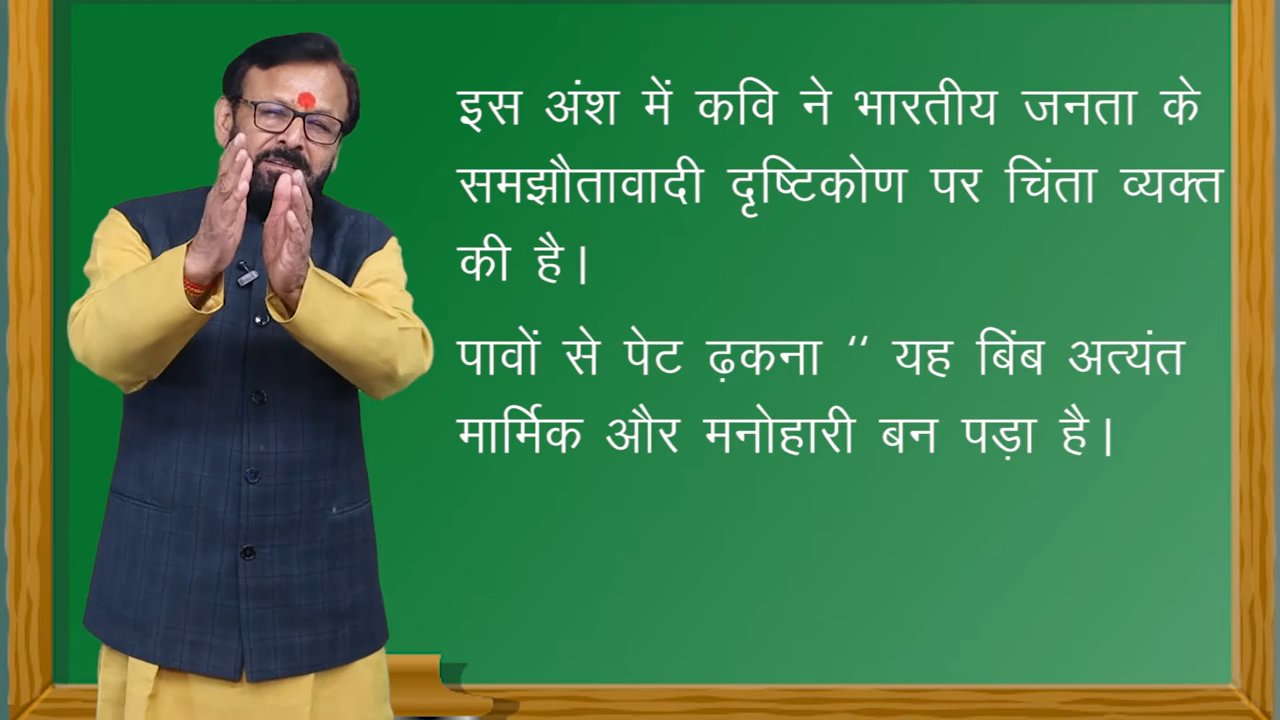 इस अंश में कवि ने भारतीय जनता के
समझौतावादी दृष्टिकोण पर चिंता व्यक्त
की है।
पावों से पेट ढ़कना ‘‘ यह बिंब अत्यंत
मार्मिक और मनोहारी बन पड़ा है।